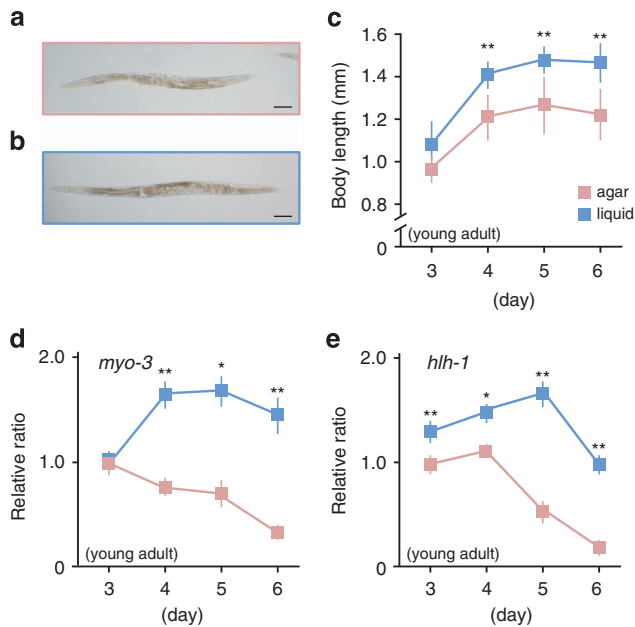 a
b
c
Body length (mm)
1.6
1.4
1.2
1.0
0.8
0
**
**
**
agar
liquid
(young adult)
3 4 5 6
(day)
d
myo-3
Relative ratio
2.0
1.0
0
**
*
**
(young adult)
3 4 5 6
(day)
e
hlh-1
Relative ratio
2.0
1.0
0
**
*
**
**
(young adult)
3 4 5 6
(day)